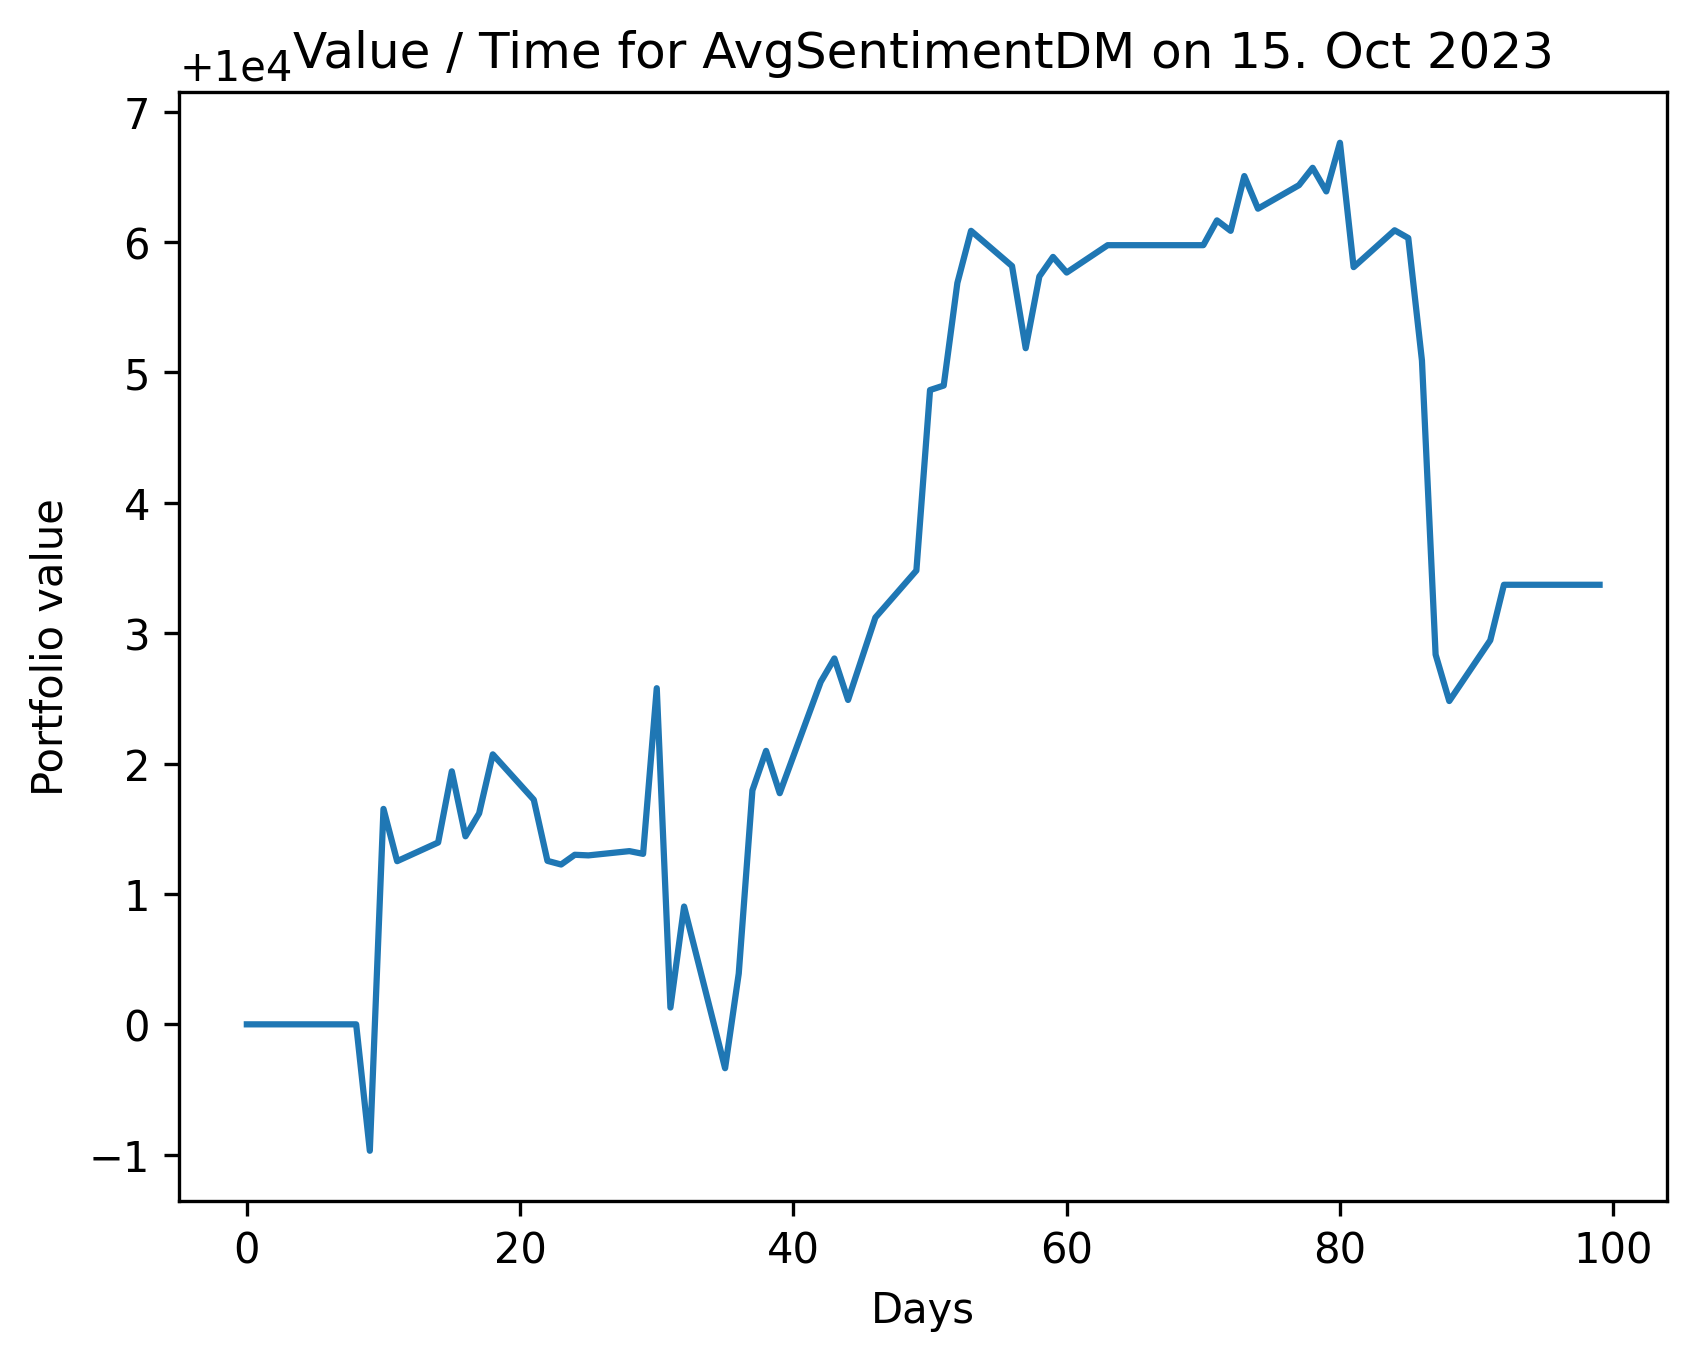 Value / Time for AvgSentimentDM on 15. Oct 2023
+1e4
7
6
5
4
3
2
1
0
−1
Portfolio value
0 20 40 60 80 100
Days